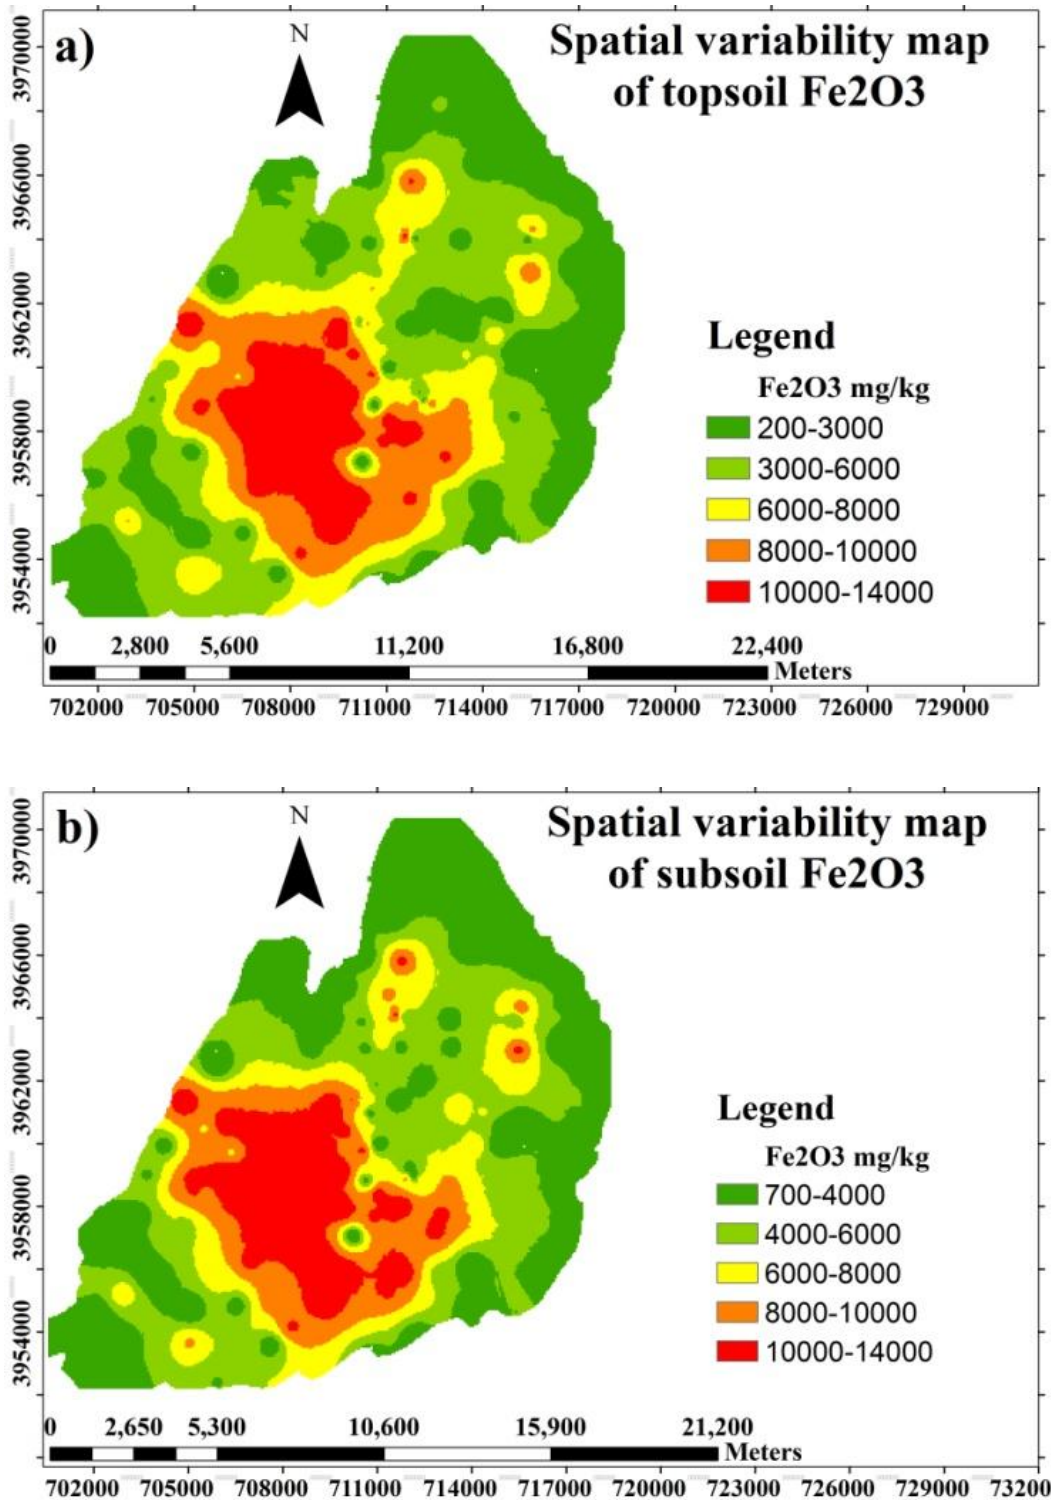 a)
N
Spatial variability map
of topsoil Fe2O3
3970000
3966000
3962000
3958000
3954000
Legend
Fe2O3 mg/kg
200-3000
3000-6000
6000-8000
8000-10000
10000-14000
0 2,800 5,600 11,200 16,800 22,400
Meters
702000 705000 708000 711000 714000 717000 720000 723000 726000 729000
b)
N
Spatial variability map
of subsoil Fe2O3
3970000
3966000
3962000
3958000
3954000
Legend
Fe2O3 mg/kg
700-4000
4000-6000
6000-8000
8000-10000
10000-14000
0 2,650 5,300 10,600 15,900 21,200
Meters
702000 705000 708000 711000 714000 717000 720000 723000 726000 729000 73200